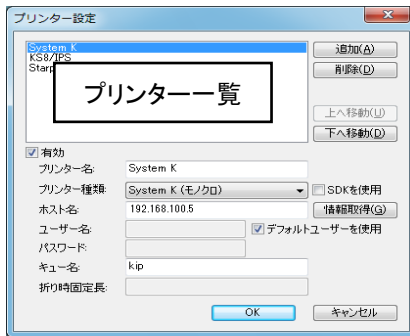 プリンター設定
System K
KS8/IPS
プリンター一覧
追加(A)
削除(D)
上へ移動(U)
下へ移動(D)
有効
プリンター名: System K
プリンター種類: System K (モノクロ) SDKを使用
ホスト名: 192.168.100.5 情報取得(G)
ユーザー名: デフォルトユーザーを使用
パスワード:
キュー名: kip
折り時固定長:
OK キャンセル